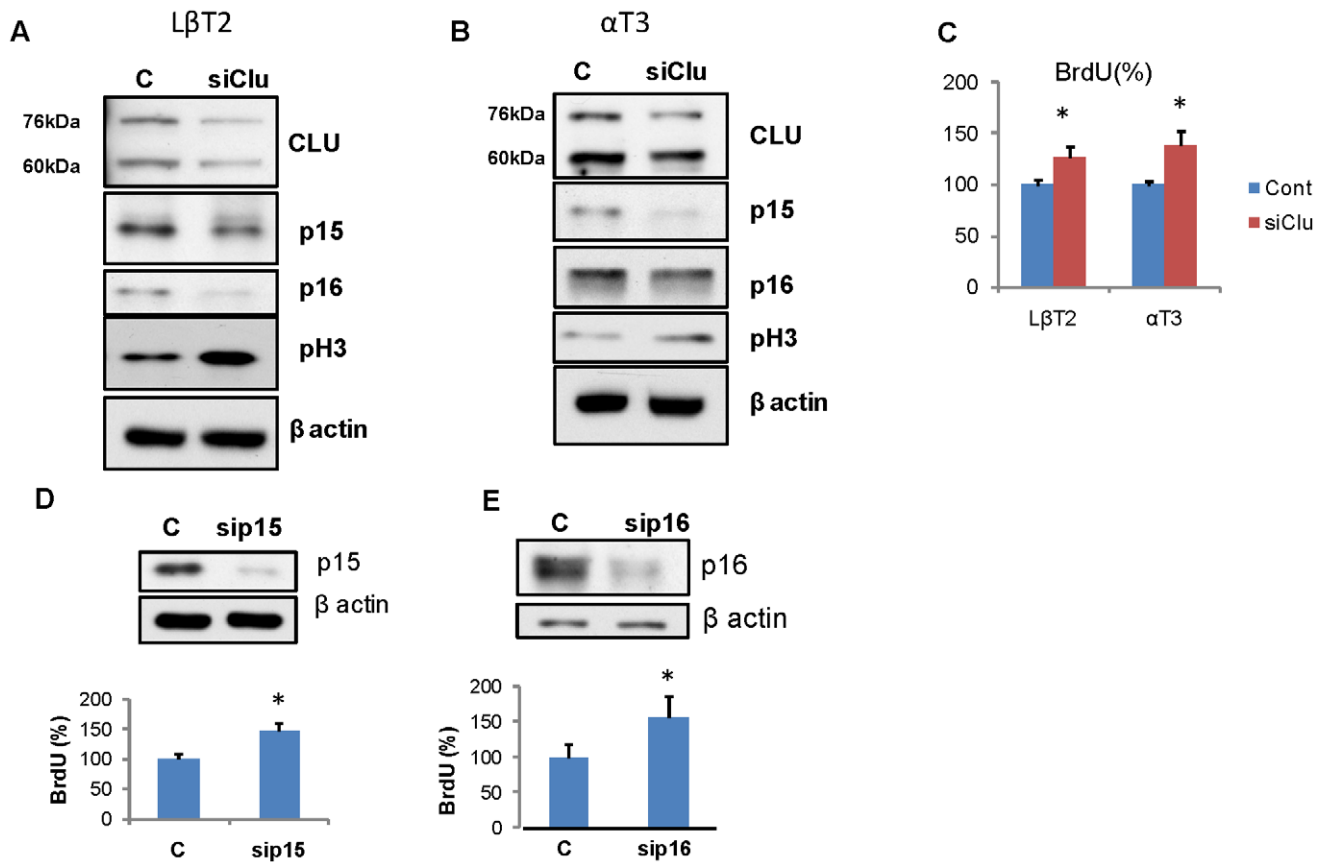 A
LβT2
C siClu
76kDa
60kDa
CLU
p15
p16
pH3
β actin
B
αT3
C siClu
76kDa
60kDa
CLU
p15
p16
pH3
β actin
C
BrdU(%)
200
150
100
50
0
* *
LβT2 αT3
Cont
siClu
D
C sip15
p15
β actin
BrdU (%)
200
150
100
50
0
*
C sip15
E
C sip16
p16
β actin
BrdU (%)
200
150
100
50
0
*
C sip16